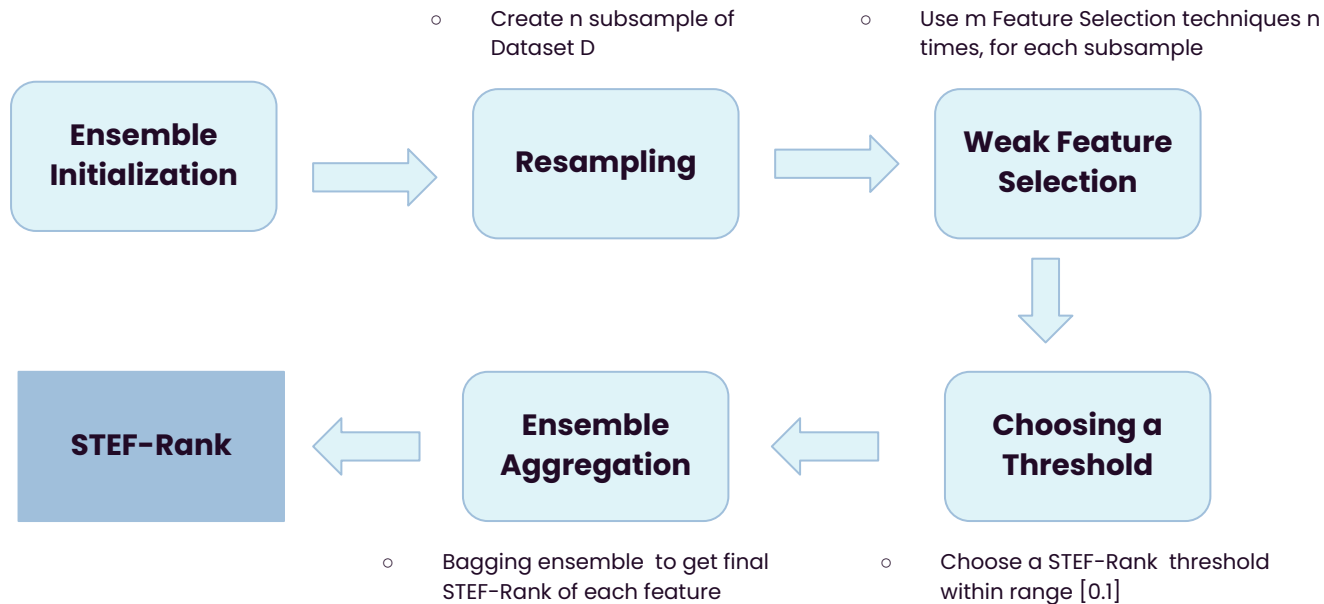 ○ Create n subsample of
Dataset D
○ Use m Feature Selection techniques n
times, for each subsample
Ensemble
Initialization
Resampling
Weak Feature
Selection
STEF-Rank
Ensemble
Aggregation
Choosing a
Threshold
○ Bagging ensemble to get final
STEF-Rank of each feature
○ Choose a STEF-Rank threshold
within range [0.1]